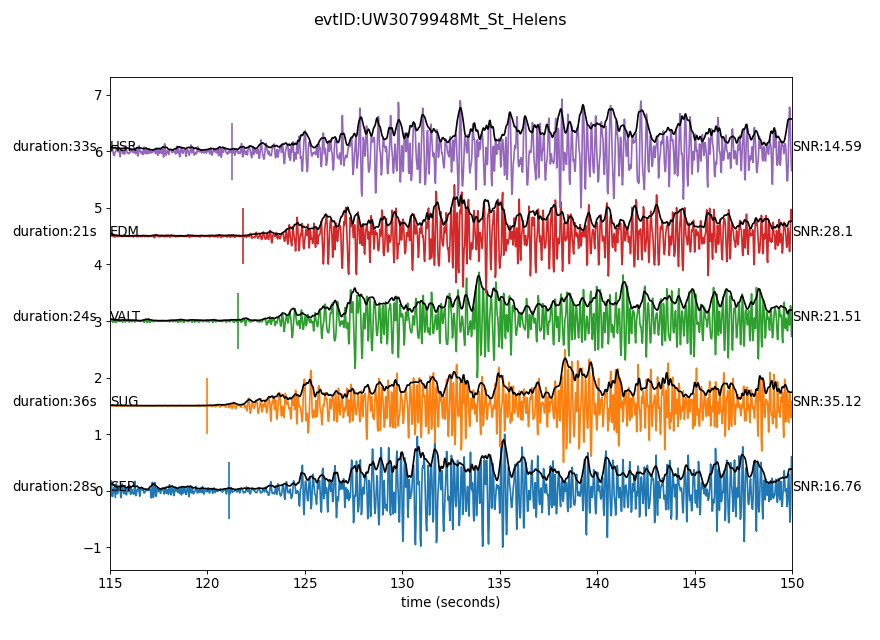 evtID:UW3079948Mt_St_Helens
7
duration:33s HSR SNR:14.59
6
5
duration:21s EDM SNR:28.1
4
duration:24s VALT SNR:21.51
3
2
duration:36s SUG SNR:35.12
1
duration:28s SEP SNR:16.76
0
−1
115 120 125 130 135 140 145 150
time (seconds)